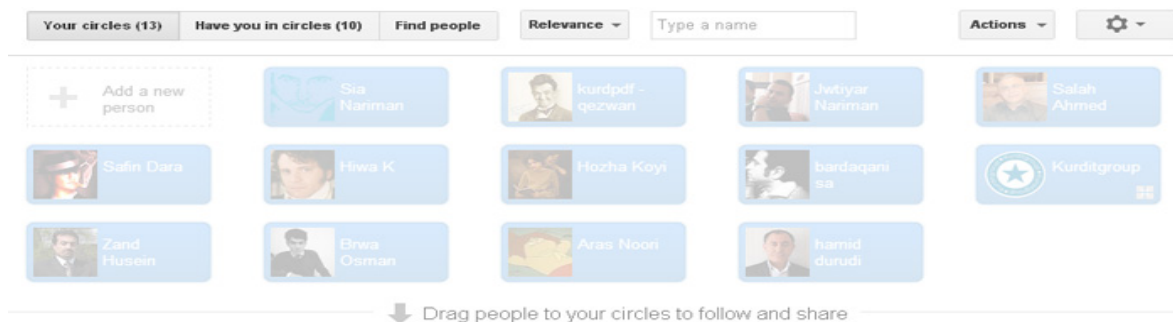 Your circles (13) Have you in circles (10) Find people Relevance Type a name Actions
Add a new person
Sia Nariman
kurdpdf - qezwan
Jwtiyar Nariman
Salah Ahmed
Safin Dara
Hiwa K
Hozha Koyi
bardaqani sa
Kurditgroup
Zand Husein
Brwa Osman
Aras Noori
hamid durudi
Drag people to your circles to follow and share